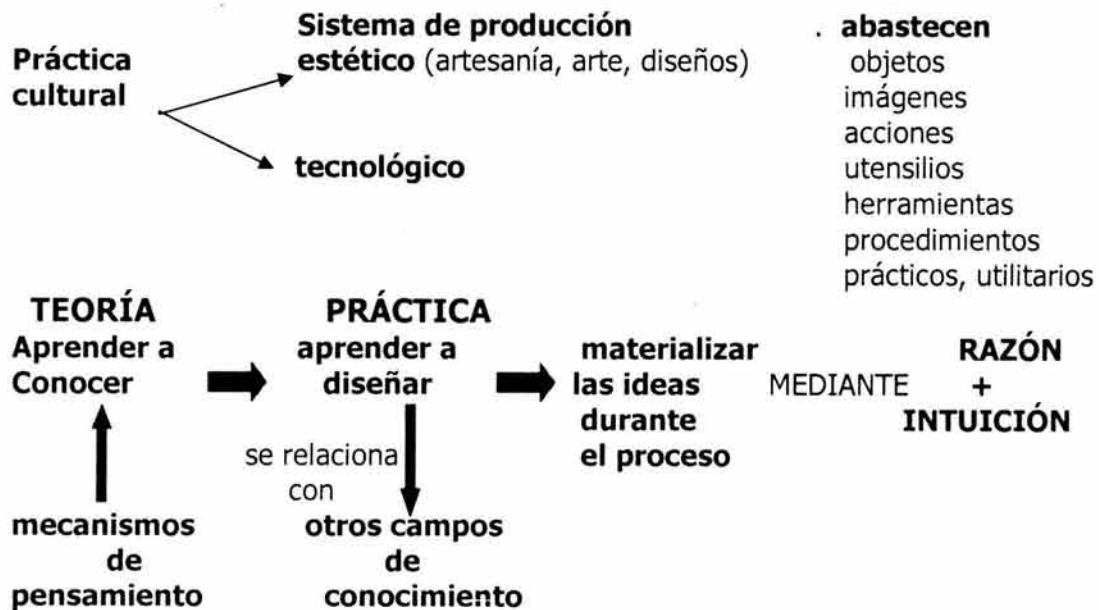 Práctica
cultural
Sistema de producción
estético (artesanía, arte, diseños)
tecnológico
. abastecen
objetos
imágenes
acciones
utensilios
herramientas
procedimientos
prácticos, utilitarios
TEORÍA
Aprender a
Conocer
mecanismos
de
pensamiento
PRÁCTICA
aprender a
diseñar
se relaciona
con
otros campos
de
conocimiento
materializar
las ideas
durante
el proceso
MEDIANTE
RAZÓN
+
INTUICIÓN